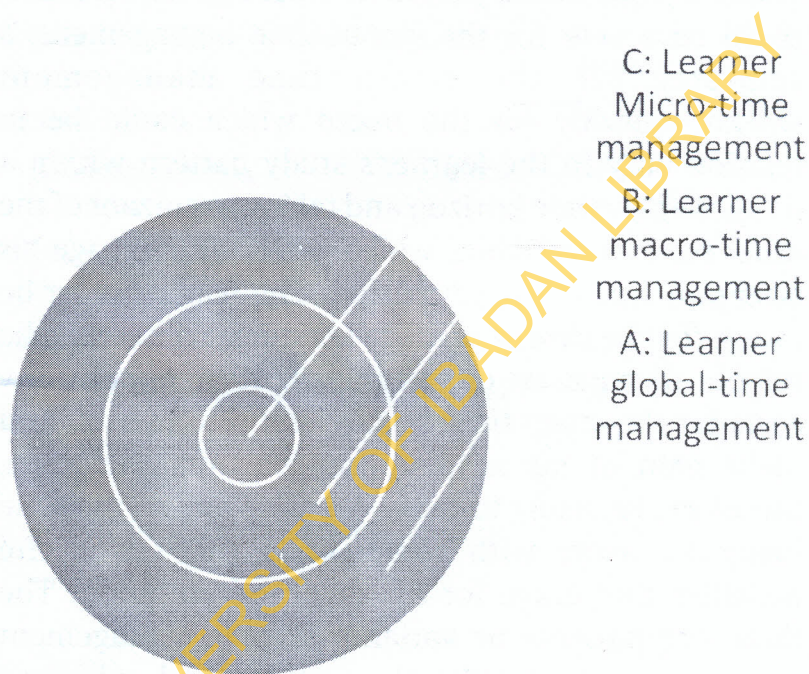 C: Learner
Micro-time
management
B: Learner
macro-time
management
A: Learner
global-time
management
UNIVERSITY OF IBADAN LIBRARY